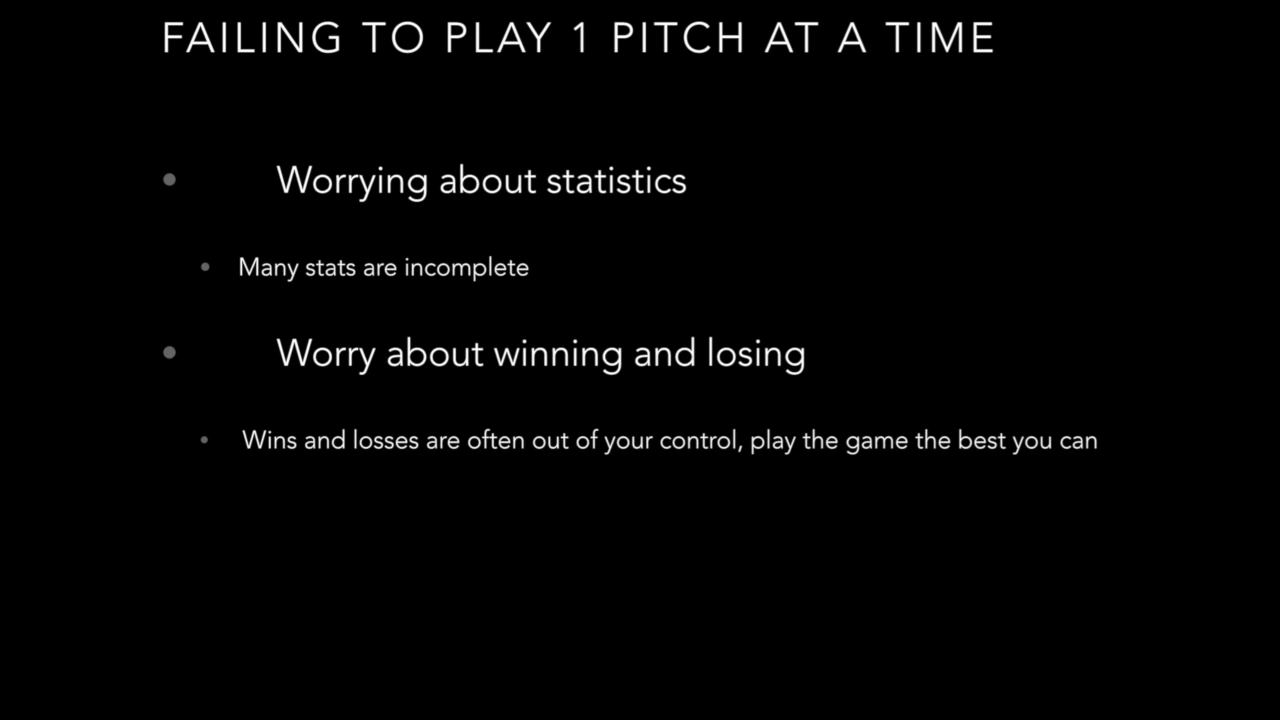 FAILING TO PLAY 1 PITCH AT A TIME
Worrying about statistics
Many stats are incomplete
Worry about winning and losing
Wins and losses are often out of your control, play the game the best you can